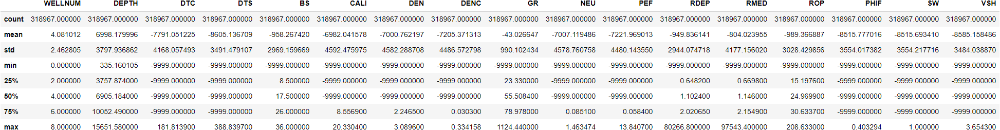 WELLNUM DEPTH DTC DTS BS CALI DEN DENC GR NEU PEF RDEP RMED ROP PHIF SW VSH
count 318967.000000 318967.000000 318967.000000 318967.000000 318967.000000 318967.000000 318967.000000 318967.000000 318967.000000 318967.000000 318967.000000 318967.000000 318967.000000 318967.000000 318967.000000 318967.000000 318967.000000
mean 4.081012 6998.179996 -7791.051225 -8605.136709 -958.267420 -6982.041578 -7000.762197 -7205.371313 -43.026647 -7007.119486 -7221.969013 -949.836141 -804.023955 -989.366887 -8515.777016 -8515.693410 -8585.158486
std 2.462805 3797.936862 4168.057493 3491.479107 2969.159669 4592.475975 4582.288708 4486.572798 990.102434 4578.760758 4480.143550 2944.074718 4177.156020 3028.429856 3554.017382 3554.217716 3484.038870
min 0.000000 335.160105 -9999.000000 -9999.000000 -9999.000000 -9999.000000 -9999.000000 -9999.000000 -9999.000000 -9999.000000 -9999.000000 -9999.000000 -9999.000000 -9999.000000 -9999.000000 -9999.000000 -9999.000000
25% 2.000000 3757.874000 -9999.000000 -9999.000000 8.500000 -9999.000000 -9999.000000 -9999.000000 23.330000 -9999.000000 -9999.000000 0.648200 0.669800 15.197600 -9999.000000 -9999.000000 -9999.000000
50% 4.000000 6905.184000 -9999.000000 -9999.000000 17.500000 -9999.000000 -9999.000000 -9999.000000 55.508400 -9999.000000 -9999.000000 1.102400 1.146000 24.969900 -9999.000000 -9999.000000 -9999.000000
75% 6.000000 10052.490000 -9999.000000 -9999.000000 26.000000 8.556900 2.246500 0.030300 78.978000 0.085100 0.058400 2.020650 2.154900 30.633700 -9999.000000 -9999.000000 -9999.000000
max 8.000000 15651.580000 181.813900 388.839700 36.000000 20.330400 3.089600 0.334158 1124.440000 1.463474 13.840700 80266.800000 97543.400000 208.633000 0.403294 1.000000 3.654300